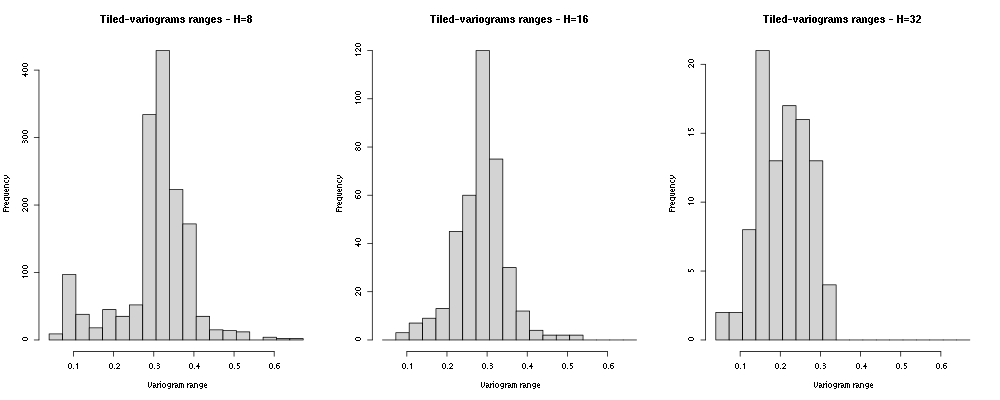 Tiled-variograms ranges - H=8
Frequency
400
300
200
100
0
0.1 0.2 0.3 0.4 0.5 0.6
Variogram range
Tiled-variograms ranges - H=16
Frequency
120
100
80
60
40
20
0
0.1 0.2 0.3 0.4 0.5 0.6
Variogram range
Tiled-variograms ranges - H=32
Frequency
20
15
10
5
0
0.1 0.2 0.3 0.4 0.5 0.6
Variogram range